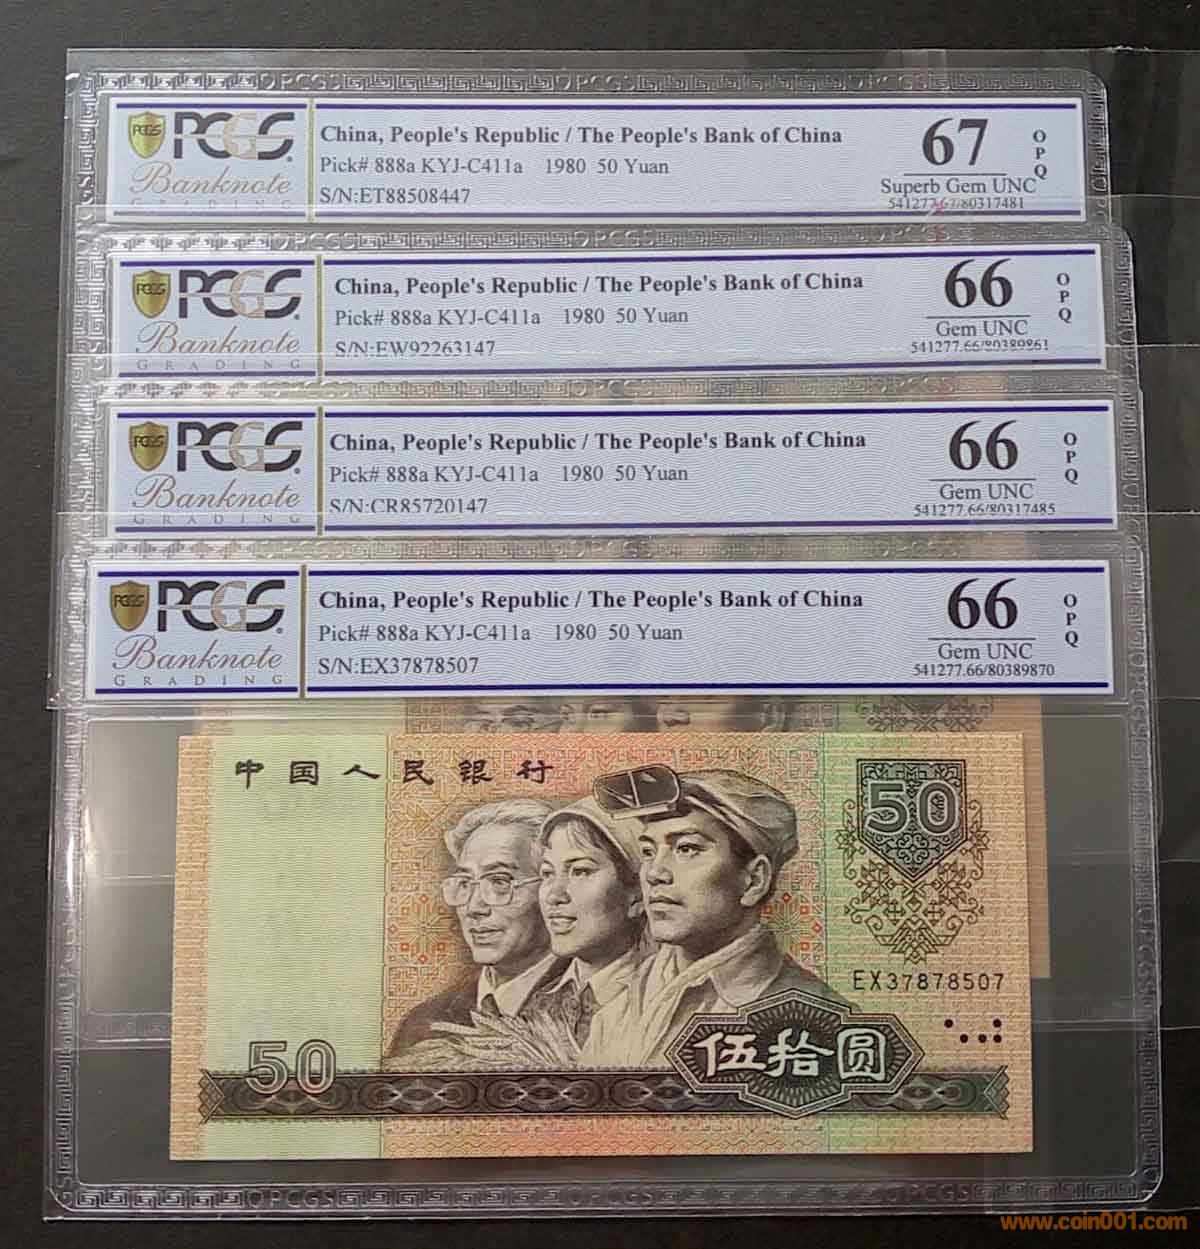 PCGS
Banknote
GRADING
China, People's Republic / The People's Bank of China
Pick# 888a KYJ-C411a 1980 50 Yuan
S/N:ET88508447
67
Superb Gem UNC
541277.67/80317481
OPQ
PCGS
Banknote
GRADING
China, People's Republic / The People's Bank of China
Pick# 888a KYJ-C411a 1980 50 Yuan
S/N:EW92263147
66
Gem UNC
541277.66/80389861
OPQ
PCGS
Banknote
GRADING
China, People's Republic / The People's Bank of China
Pick# 888a KYJ-C411a 1980 50 Yuan
S/N:CR85720147
66
Gem UNC
541277.66/80317485
OPQ
PCGS
Banknote
GRADING
China, People's Republic / The People's Bank of China
Pick# 888a KYJ-C411a 1980 50 Yuan
S/N:EX37878507
66
Gem UNC
541277.66/80389870
OPQ
中国人民银行
50
EX37878507
50
伍拾圆
www.coin001.com